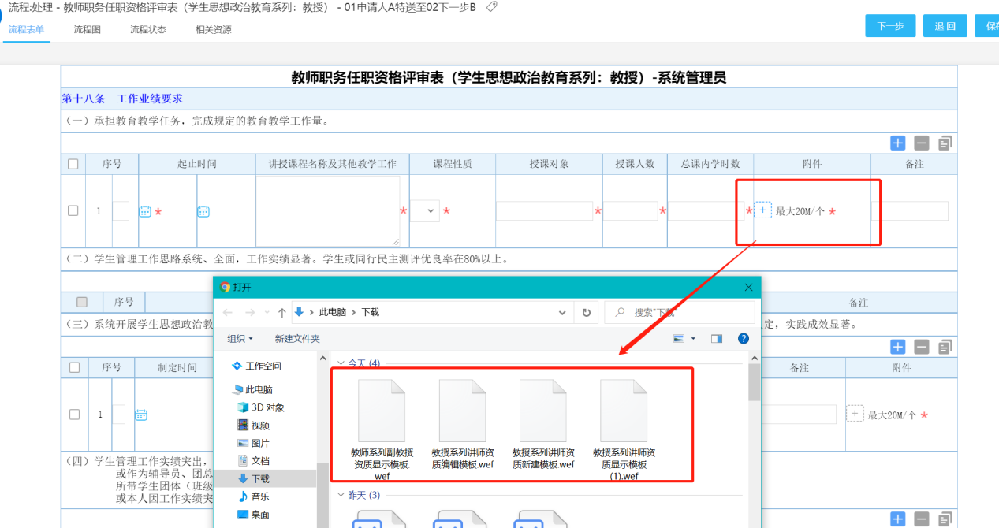 流程:处理 - 教师职务任职资格评审表（学生思想政治教育系列：教授） - 01申请人A特送至02下一步B
流程表单 流程图 流程状态 相关资源
下一步 退 回
教师职务任职资格评审表（学生思想政治教育系列：教授）-系统管理员
第十八条 工作业绩要求
（一）承担教育教学任务，完成规定的教育教学工作量。
序号 起止时间 讲授课程名称及其他教学工作 课程性质 授课对象 授课人数 总课内学时数 附件 备注
1 * * * * * * 最大20M/个 *
（二）学生管理工作思路系统、全面，工作实绩显著。学生或同行民主测评优良率在80%以上。
序号 备注
（三）系统开展学生思想政治教 定，实践成效显著。
序号 制定时间 备注 附件
1 最大20M/个 *
（四）学生管理工作实绩突出，
或作为辅导员、团总
所带学生团体（班级
或本人因工作实绩突
打开
此电脑 下载
搜索"下载"
组织 新建文件夹
工作空间
此电脑
3D 对象
视频
图片
文档
下载
音乐
桌面
今天 (4)
教师系列副教授
资质显示模板.
wef
教授系列讲师资
质编辑模板.wef
教授系列讲师资
质新建模板.wef
教授系列讲师资
质显示模板
(1).wef
昨天 (3)